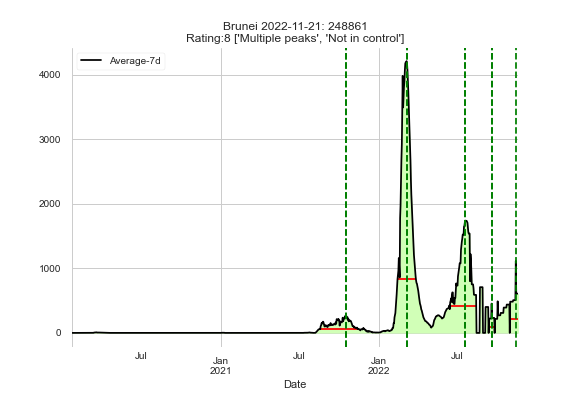 Brunei 2022-11-21: 248861
Rating:8 ['Multiple peaks', 'Not in control']
Average-7d
4000
3000
2000
1000
0
Jul
Jan
2021
Jul
Jan
2022
Jul
Date